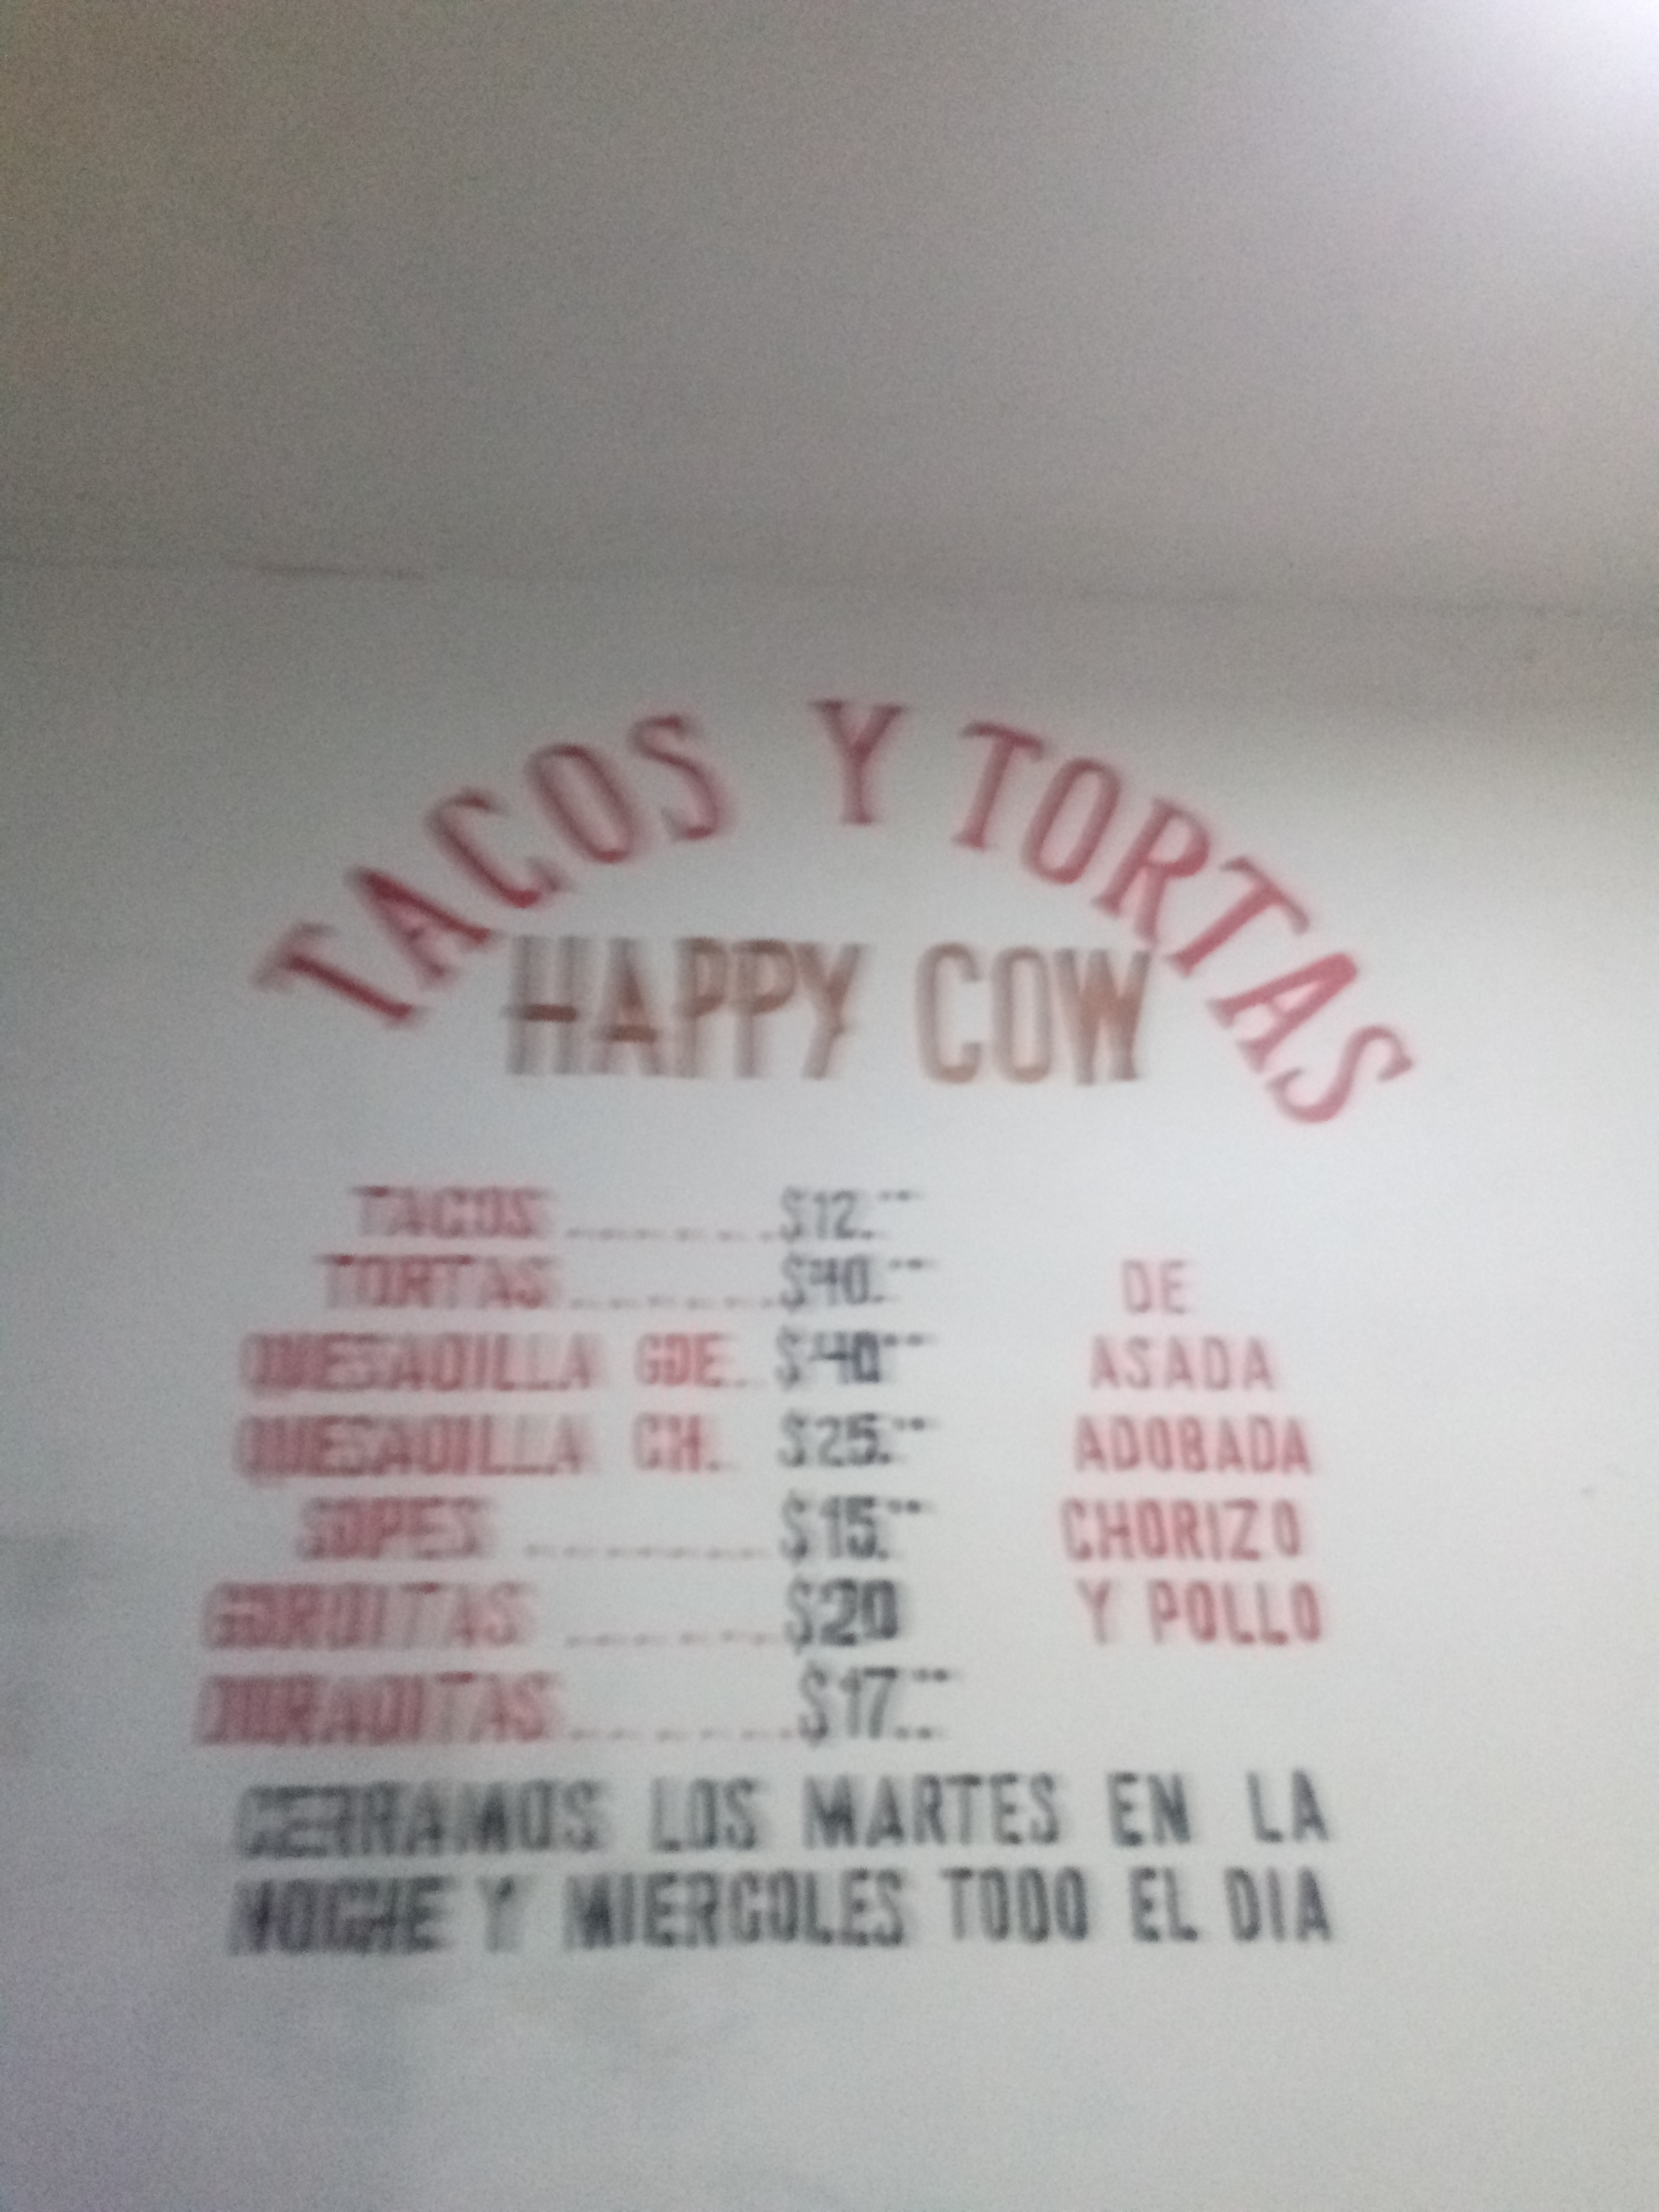 TACOS Y TORTAS
HAPPY COW
TACOS ........ $12.--
TORTAS ........ $40.--
QUESADILLA GDE. $40--
QUESADILLA CH. $25.--
SOPES ........ $15.--
GORDITAS ........ $20
DURADITAS ........ $17.--
DE
ASADA
ADOBADA
CHORIZO
Y POLLO
CERRAMOS LOS MARTES EN LA
NOCHE Y MIERCOLES TODO EL DIA